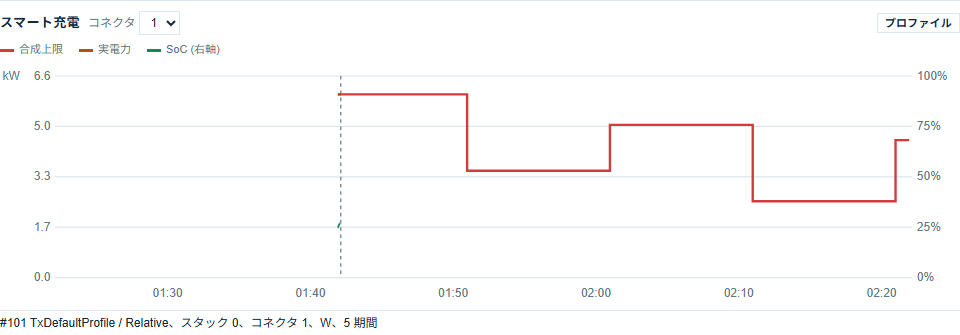 スマート充電 コネクタ 1 プロファイル
合成上限 実電力 SoC (右軸)
kW 6.6 100%
5.0 75%
3.3 50%
1.7 25%
0.0 0%
01:30 01:40 01:50 02:00 02:10 02:20
#101 TxDefaultProfile / Relative、スタック 0、コネクタ 1、W、5 期間